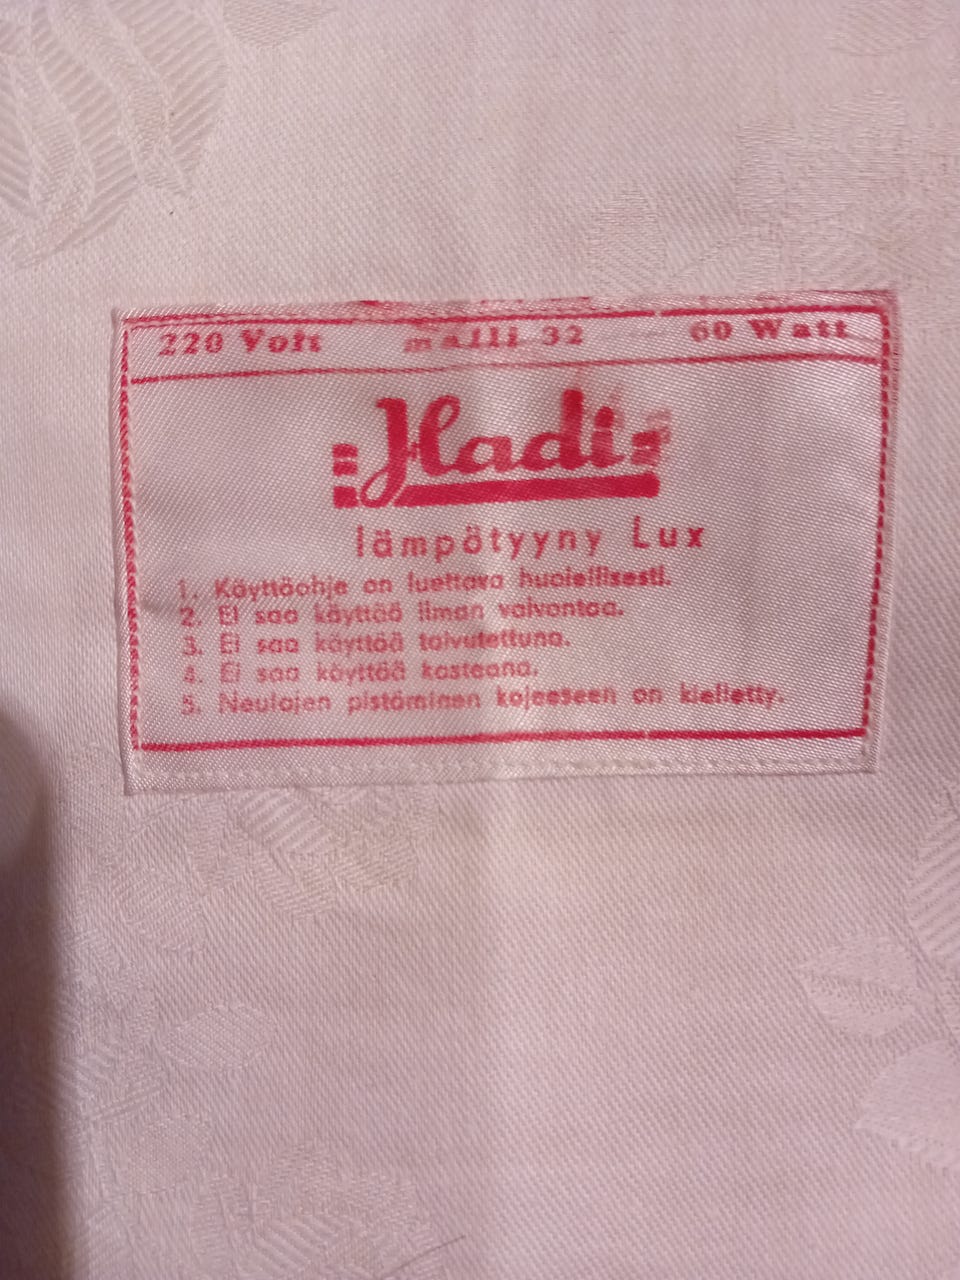 220 Volt malli 32 60 Watt
Hadi
lämpötyyny Lux
1. Käyttöohje on luettava huolellisesti.
2. Ei saa käyttää ilman valvontaa.
3. Ei saa käyttää taivutettuna.
4. Ei saa käyttää kosteana.
5. Neulojen pistäminen kojeeseen on kielletty.